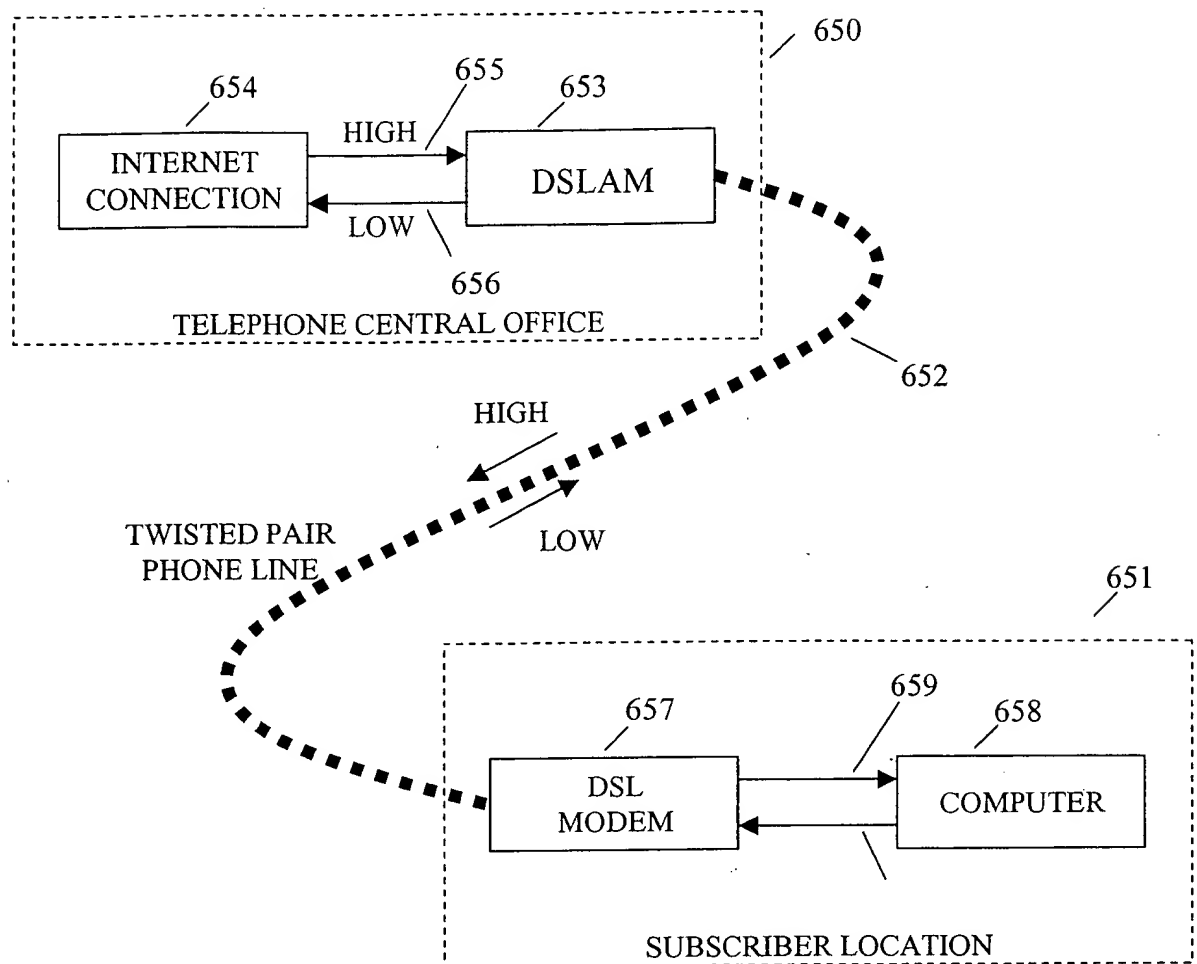 650
654
655
653
HIGH
INTERNET
CONNECTION
DSLAM
LOW
656
TELEPHONE CENTRAL OFFICE
652
HIGH
LOW
TWISTED PAIR
PHONE LINE
651
657
659
658
DSL
MODEM
COMPUTER
SUBSCRIBER LOCATION